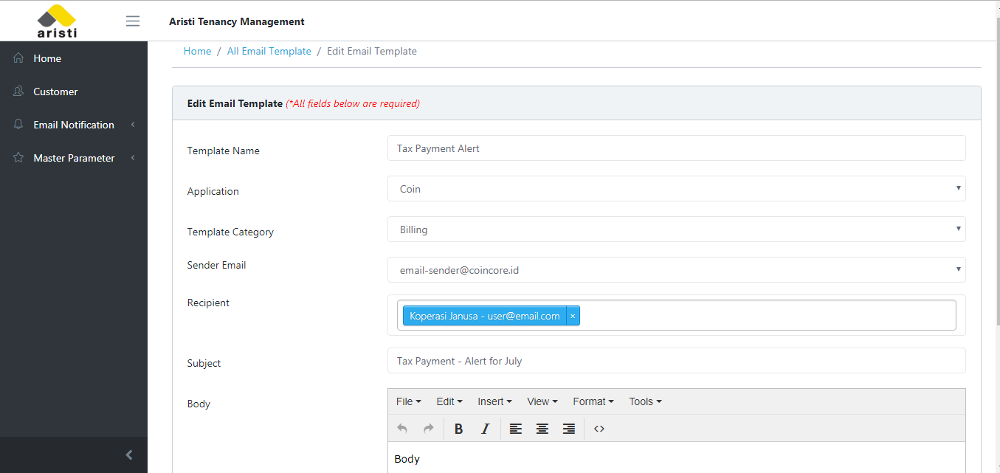 aristi
Aristi Tenancy Management
Home
Customer
Email Notification
Master Parameter
Home / All Email Template / Edit Email Template
Edit Email Template (*All fields below are required)
Template Name Tax Payment Alert
Application Coin
Template Category Billing
Sender Email email-sender@coincore.id
Recipient Koperasi Janusa - user@email.com ×
Subject Tax Payment - Alert for July
Body
File Edit Insert View Format Tools
B I <>
Body